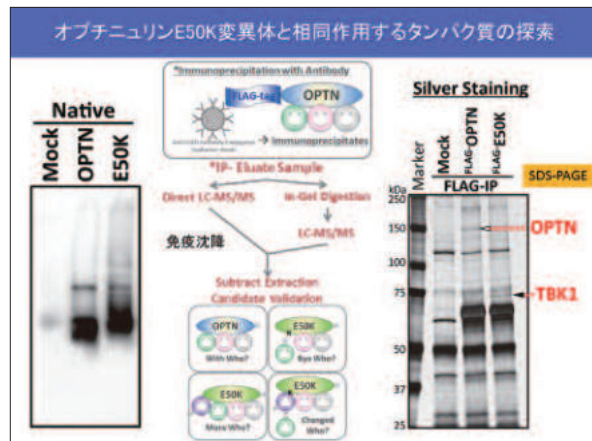 オプチニュリンE50K変異体と相同作用するタンパク質の探索
Native
Mock
OPTN
E50K
*Immunoprecipitation with Antibody
FLAG-tag
OPTN
→ Immunoprecipitates
*IP- Eluate Sample
Direct LC-MS/MS
In-Gel Digestion
LC-MS/MS
免疫沈降
Subtract Extraction
Candidate Validation
OPTN
With Who?
E50K
Bye Who?
E50K
More Who?
E50K
Changed
Who?
Silver Staining
Marker
Mock
FLAG-OPTN
FLAG-E50K
kDa
FLAG-IP
SDS-PAGE
250
150
100
75
50
37
25
OPTN
TBK1